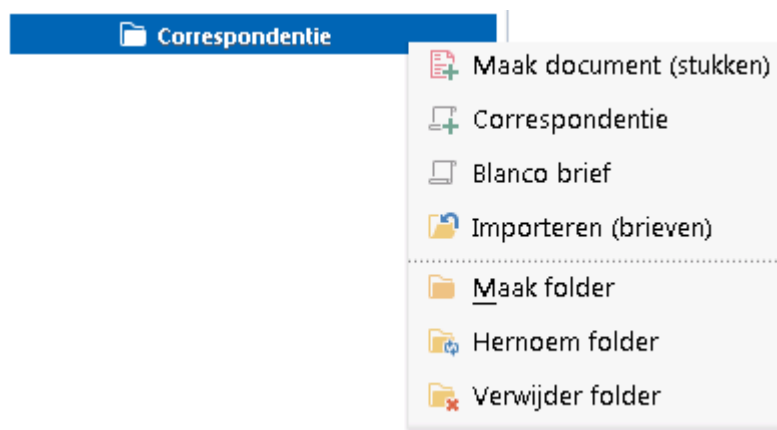 Correspondentie
Maak document (stukken)
Correspondentie
Blanco brief
Importeren (brieven)
Maak folder
Hernoem folder
Verwijder folder